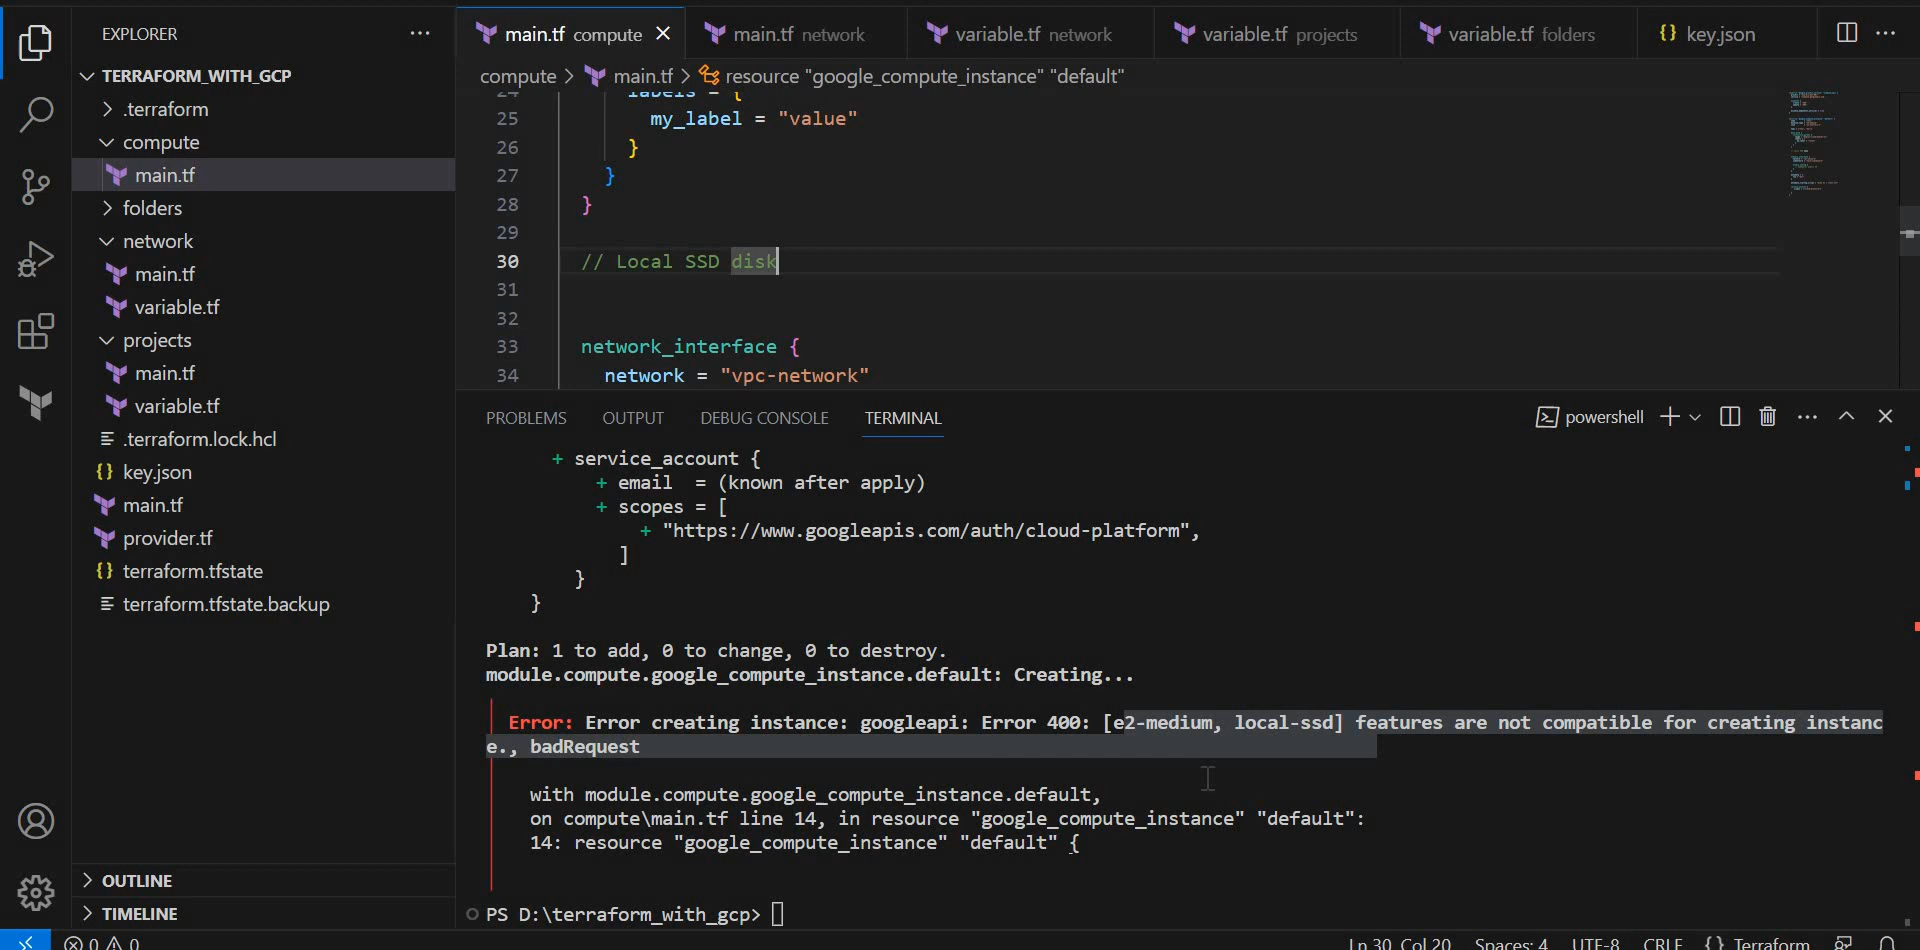 EXPLORER
TERRAFORM_WITH_GCP
.terraform
compute
main.tf
folders
network
main.tf
variable.tf
projects
main.tf
variable.tf
.terraform.lock.hcl
{} key.json
main.tf
provider.tf
{} terraform.tfstate
terraform.tfstate.backup
OUTLINE
TIMELINE
main.tf compute
main.tf network
variable.tf network
variable.tf projects
variable.tf folders
{} key.json
compute > main.tf > resource "google_compute_instance" "default"
24 labels = {
25 my_label = "value"
26 }
27 }
28 }
29
30 // Local SSD disk
31
32
33 network_interface {
34 network = "vpc-network"
PROBLEMS OUTPUT DEBUG CONSOLE TERMINAL powershell
+ service_account {
+ email = (known after apply)
+ scopes = [
+ "https://www.googleapis.com/auth/cloud-platform",
]
}
}
Plan: 1 to add, 0 to change, 0 to destroy.
module.compute.google_compute_instance.default: Creating...
Error: Error creating instance: googleapi: Error 400: [e2-medium, local-ssd] features are not compatible for creating instanc
e., badRequest
with module.compute.google_compute_instance.default,
on compute\main.tf line 14, in resource "google_compute_instance" "default":
14: resource "google_compute_instance" "default" {
PS D:\terraform_with_gcp>
0 0 Ln 30, Col 20 Spaces: 4 UTF-8 CRLF {} Terraform